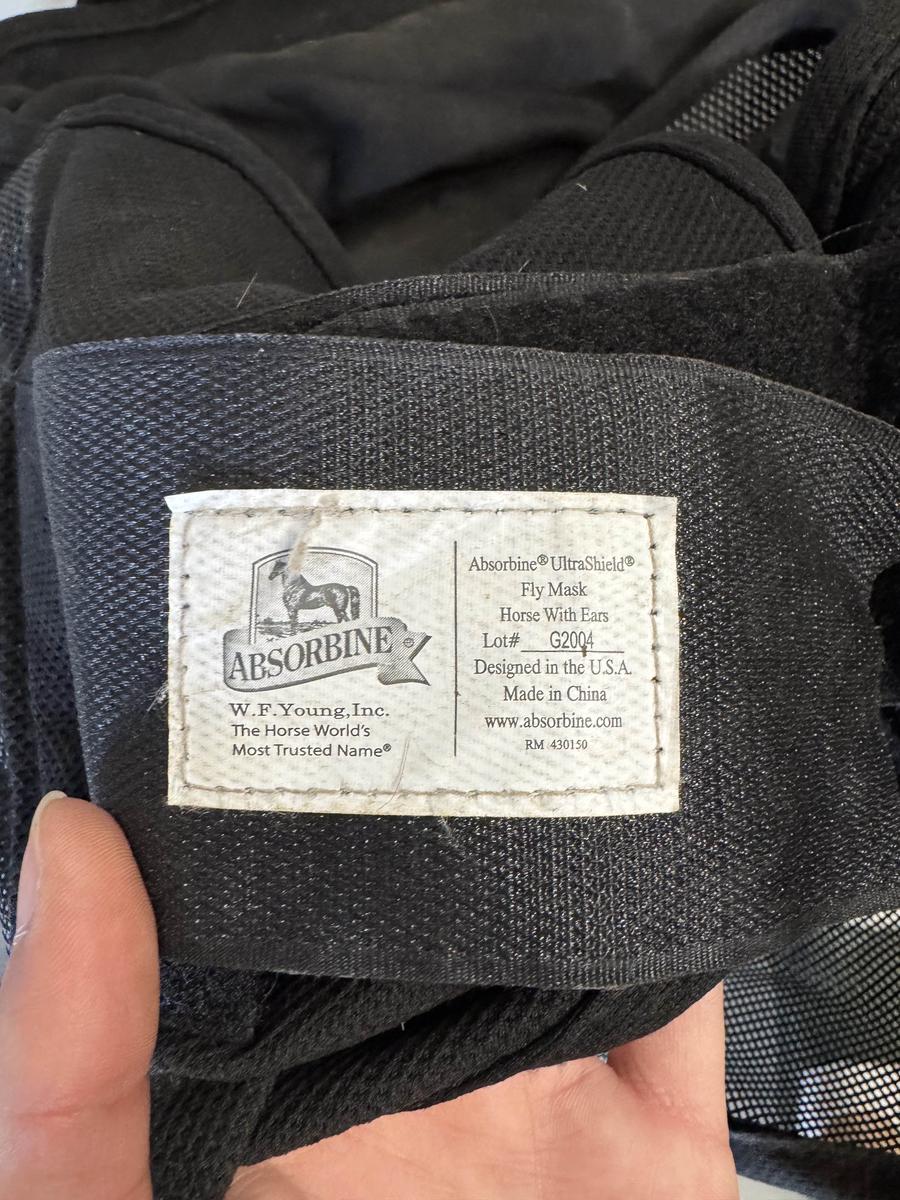 ABSORBINE ®
W.F.Young,Inc.
The Horse World's
Most Trusted Name®
Absorbine® UltraShield®
Fly Mask
Horse With Ears
Lot# G2004
Designed in the U.S.A.
Made in China
www.absorbine.com
RM 430150